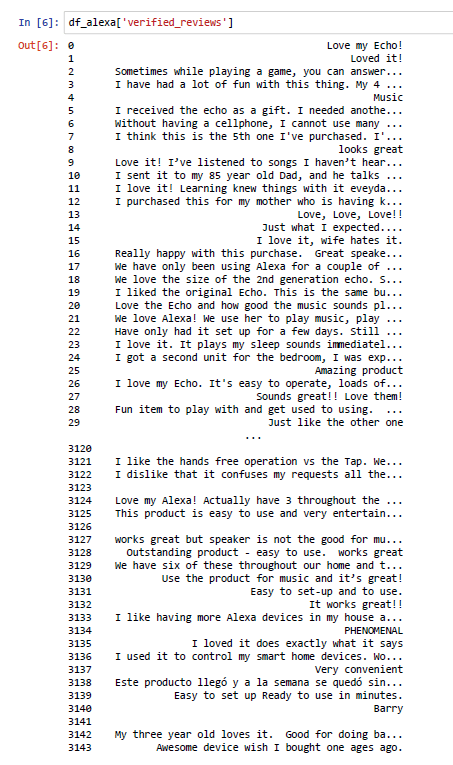 In [6]: df_alexa['verified_reviews']
Out[6]: 0 Love my Echo!
1 Loved it!
2 Sometimes while playing a game, you can answer...
3 I have had a lot of fun with this thing. My 4 ...
4 Music
5 I received the echo as a gift. I needed anothe...
6 Without having a cellphone, I cannot use many ...
7 I think this is the 5th one I've purchased. I'...
8 looks great
9 Love it! I’ve listened to songs I haven’t hear...
10 I sent it to my 85 year old Dad, and he talks ...
11 I love it! Learning knew things with it eveyda...
12 I purchased this for my mother who is having k...
13 Love, Love, Love!!
14 Just what I expected....
15 I love it, wife hates it.
16 Really happy with this purchase. Great speake...
17 We have only been using Alexa for a couple of ...
18 We love the size of the 2nd generation echo. S...
19 I liked the original Echo. This is the same bu...
20 Love the Echo and how good the music sounds pl...
21 We love Alexa! We use her to play music, play ...
22 Have only had it set up for a few days. Still ...
23 I love it. It plays my sleep sounds immediatel...
24 I got a second unit for the bedroom, I was exp...
25 Amazing product
26 I love my Echo. It's easy to operate, loads of...
27 Sounds great!! Love them!
28 Fun item to play with and get used to using. ...
29 Just like the other one
...
3120
3121 I like the hands free operation vs the Tap. We...
3122 I dislike that it confuses my requests all the...
3123
3124 Love my Alexa! Actually have 3 throughout the ...
3125 This product is easy to use and very entertain...
3126
3127 works great but speaker is not the good for mu...
3128 Outstanding product - easy to use. works great
3129 We have six of these throughout our home and t...
3130 Use the product for music and it’s great!
3131 Easy to set-up and to use.
3132 It works great!!
3133 I like having more Alexa devices in my house a...
3134 PHENOMENAL
3135 I loved it does exactly what it says
3136 I used it to control my smart home devices. Wo...
3137 Very convenient
3138 Este producto llegó y a la semana se quedó sin...
3139 Easy to set up Ready to use in minutes.
3140 Barry
3141
3142 My three year old loves it. Good for doing ba...
3143 Awesome device wish I bought one ages ago.